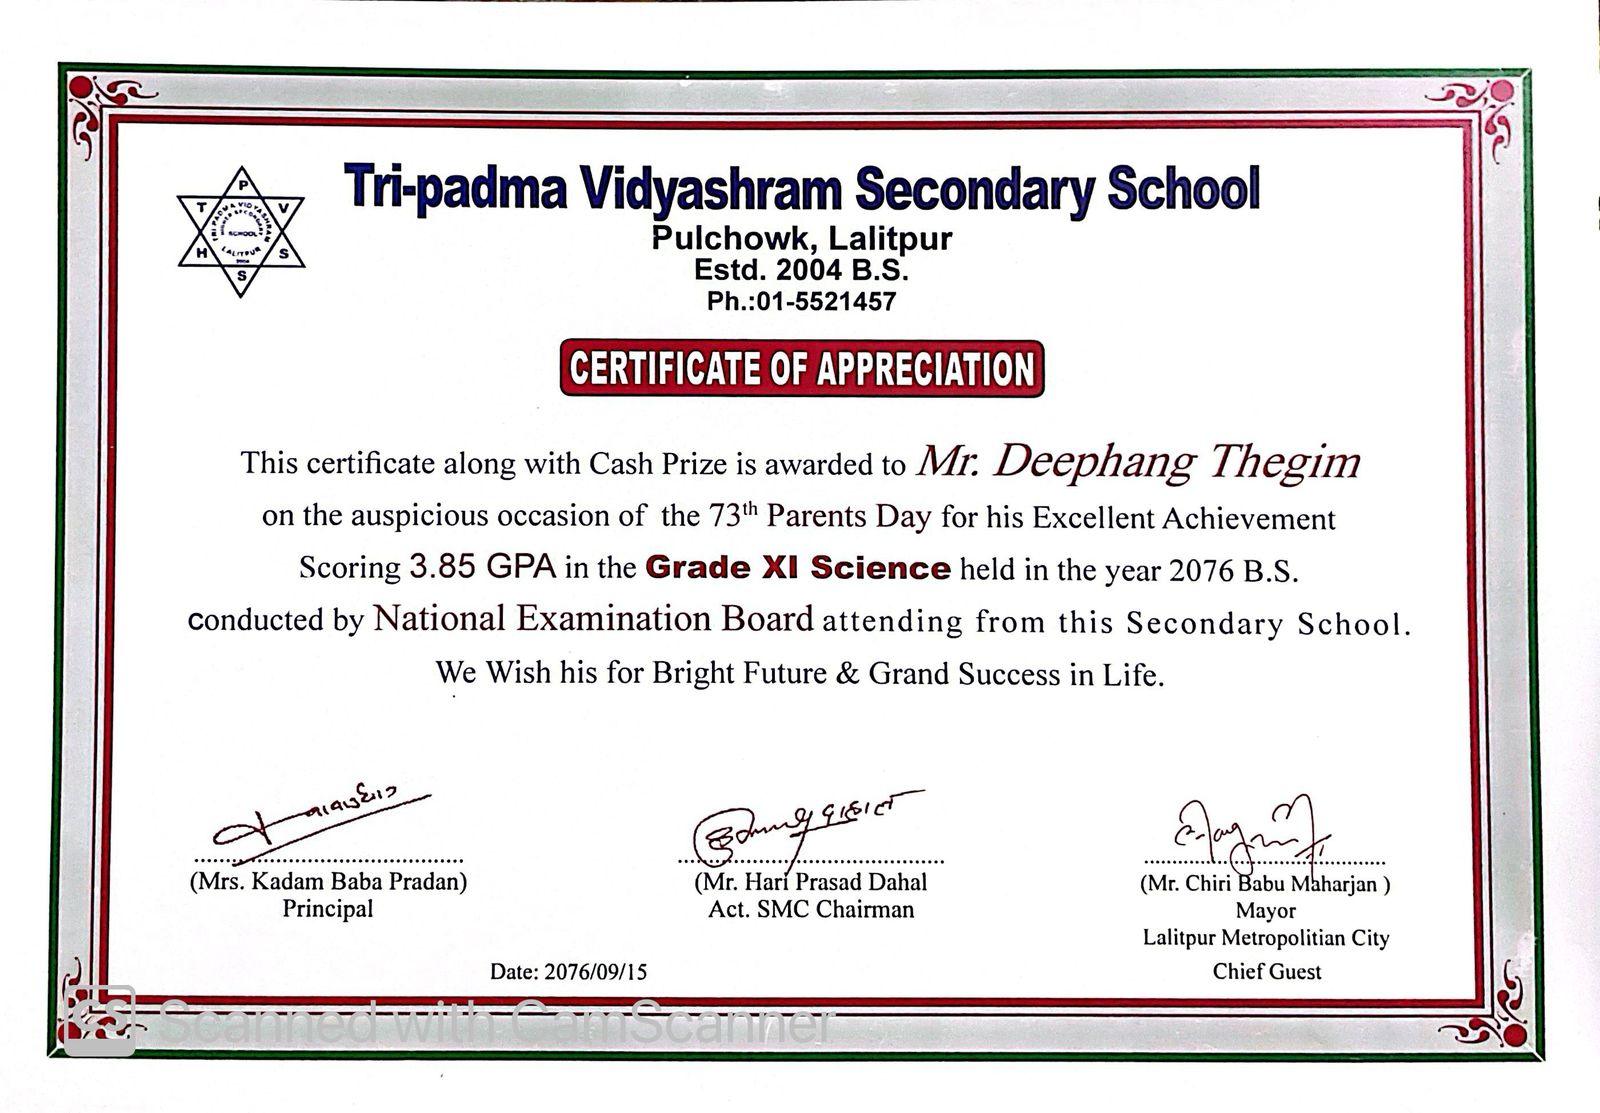 P
T V
TRI-PADMA VIDYASHRAM
HIGHER SECONDARY
SCHOOL
LALITPUR
2004
H S
S
Tri-padma Vidyashram Secondary School
Pulchowk, Lalitpur
Estd. 2004 B.S.
Ph.:01-5521457
CERTIFICATE OF APPRECIATION
This certificate along with Cash Prize is awarded to Mr. Deephang Thegim
on the auspicious occasion of the 73th Parents Day for his Excellent Achievement
Scoring 3.85 GPA in the Grade XI Science held in the year 2076 B.S.
conducted by National Examination Board attending from this Secondary School.
We Wish his for Bright Future & Grand Success in Life.
(Mrs. Kadam Baba Pradan)
Principal
(Mr. Hari Prasad Dahal
Act. SMC Chairman
(Mr. Chiri Babu Maharjan )
Mayor
Lalitpur Metropolitian City
Chief Guest
Date: 2076/09/15
CS Scanned with CamScanner